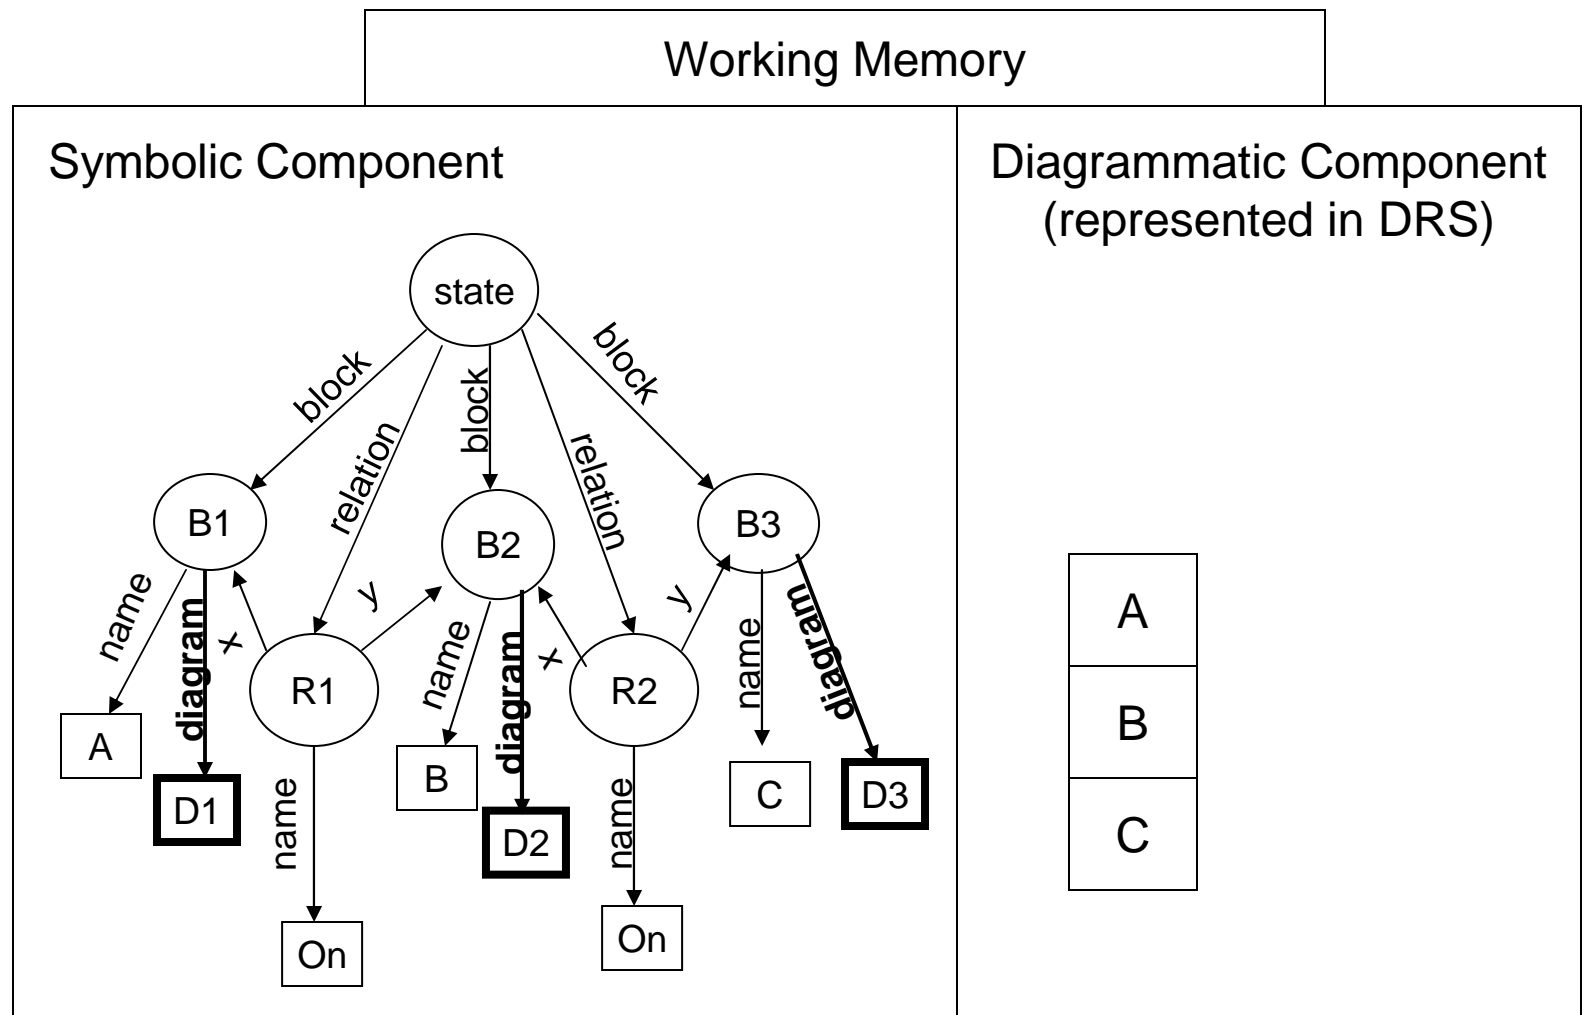 Working Memory
Symbolic Component
Diagrammatic Component
(represented in DRS)
state
block
block
block
relation
relation
B1
B2
B3
name
diagram
x
y
name
diagram
x
y
name
diagram
R1
R2
A
D1
B
D2
C
D3
name
name
On
On
A
B
C